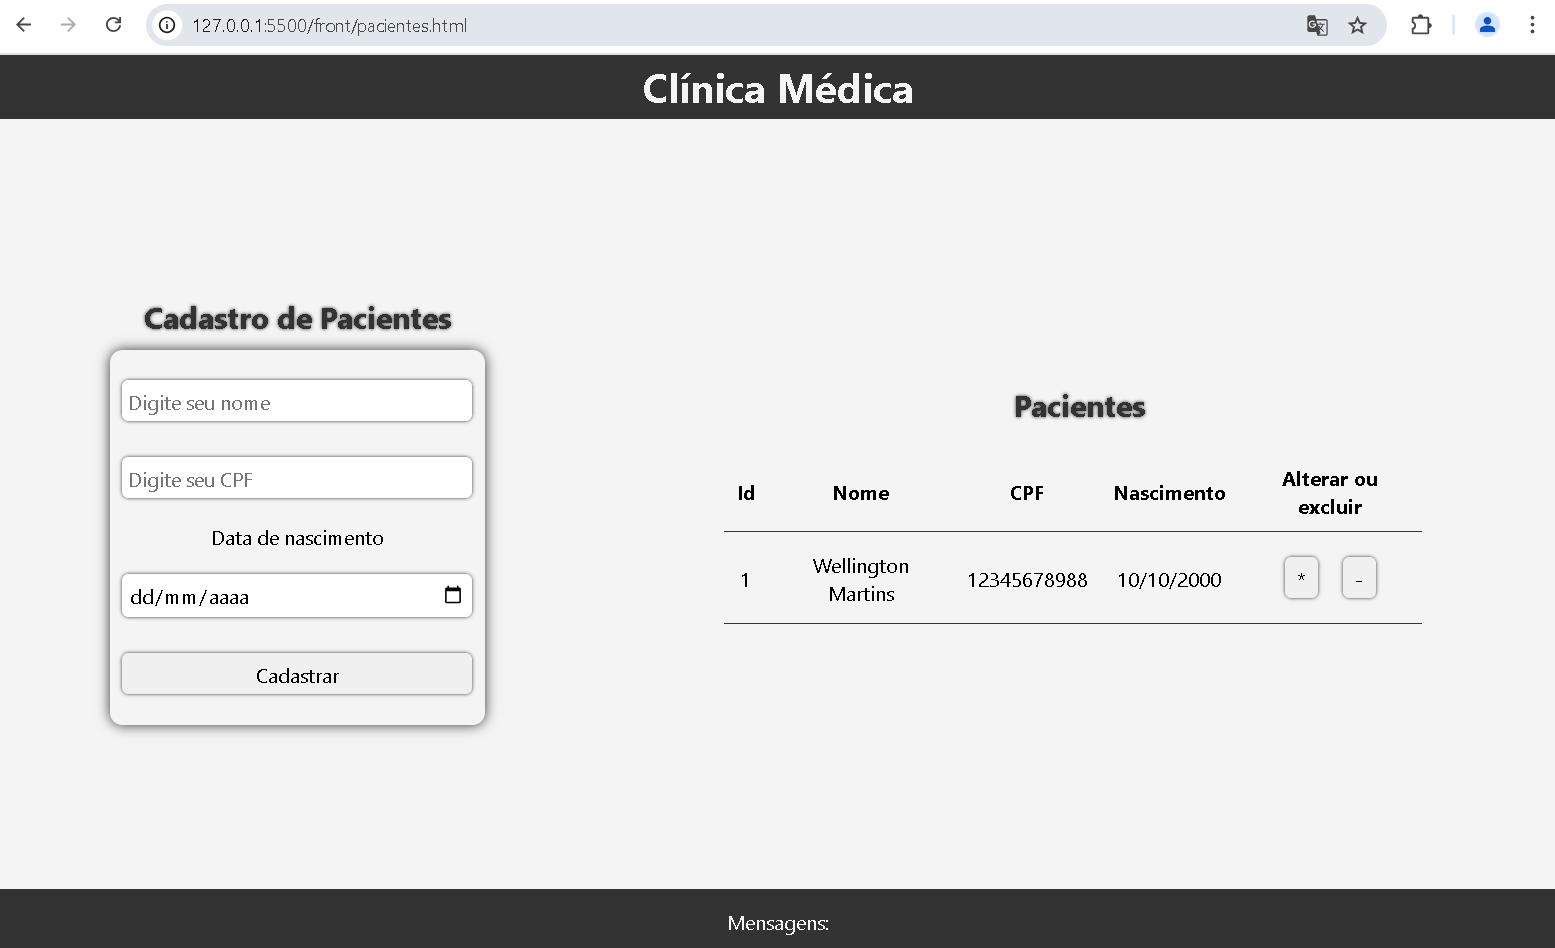 127.0.0.1:5500/front/pacientes.html
Clínica Médica
Cadastro de Pacientes
Digite seu nome
Digite seu CPF
Data de nascimento
dd/mm/aaaa
Cadastrar
Pacientes
Id Nome CPF Nascimento Alterar ou
excluir
1 Wellington 12345678988 10/10/2000 * -
Martins
Mensagens: